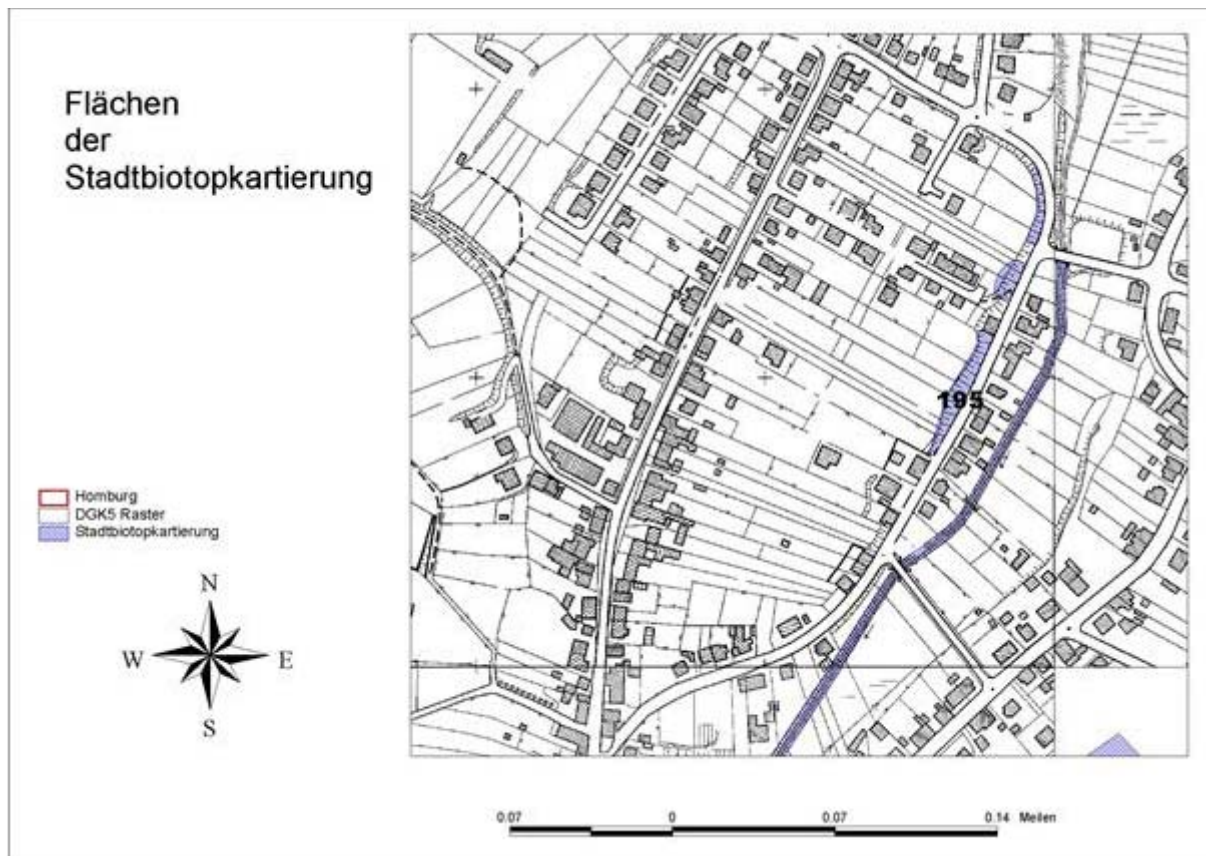 Flächen
der
Stadtbiotopkartierung
195
Homburg
DGK5 Raster
Stadtbiotopkartierung
N
W E
S
0.07 0 0.07 0.14 Meilen